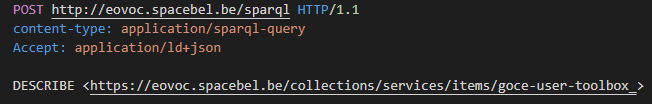 POST http://eovoc.spacebel.be/sparql HTTP/1.1
content-type: application/sparql-query
Accept: application/ld+json
DESCRIBE <https://eovoc.spacebel.be/collections/services/items/goce-user-toolbox_>